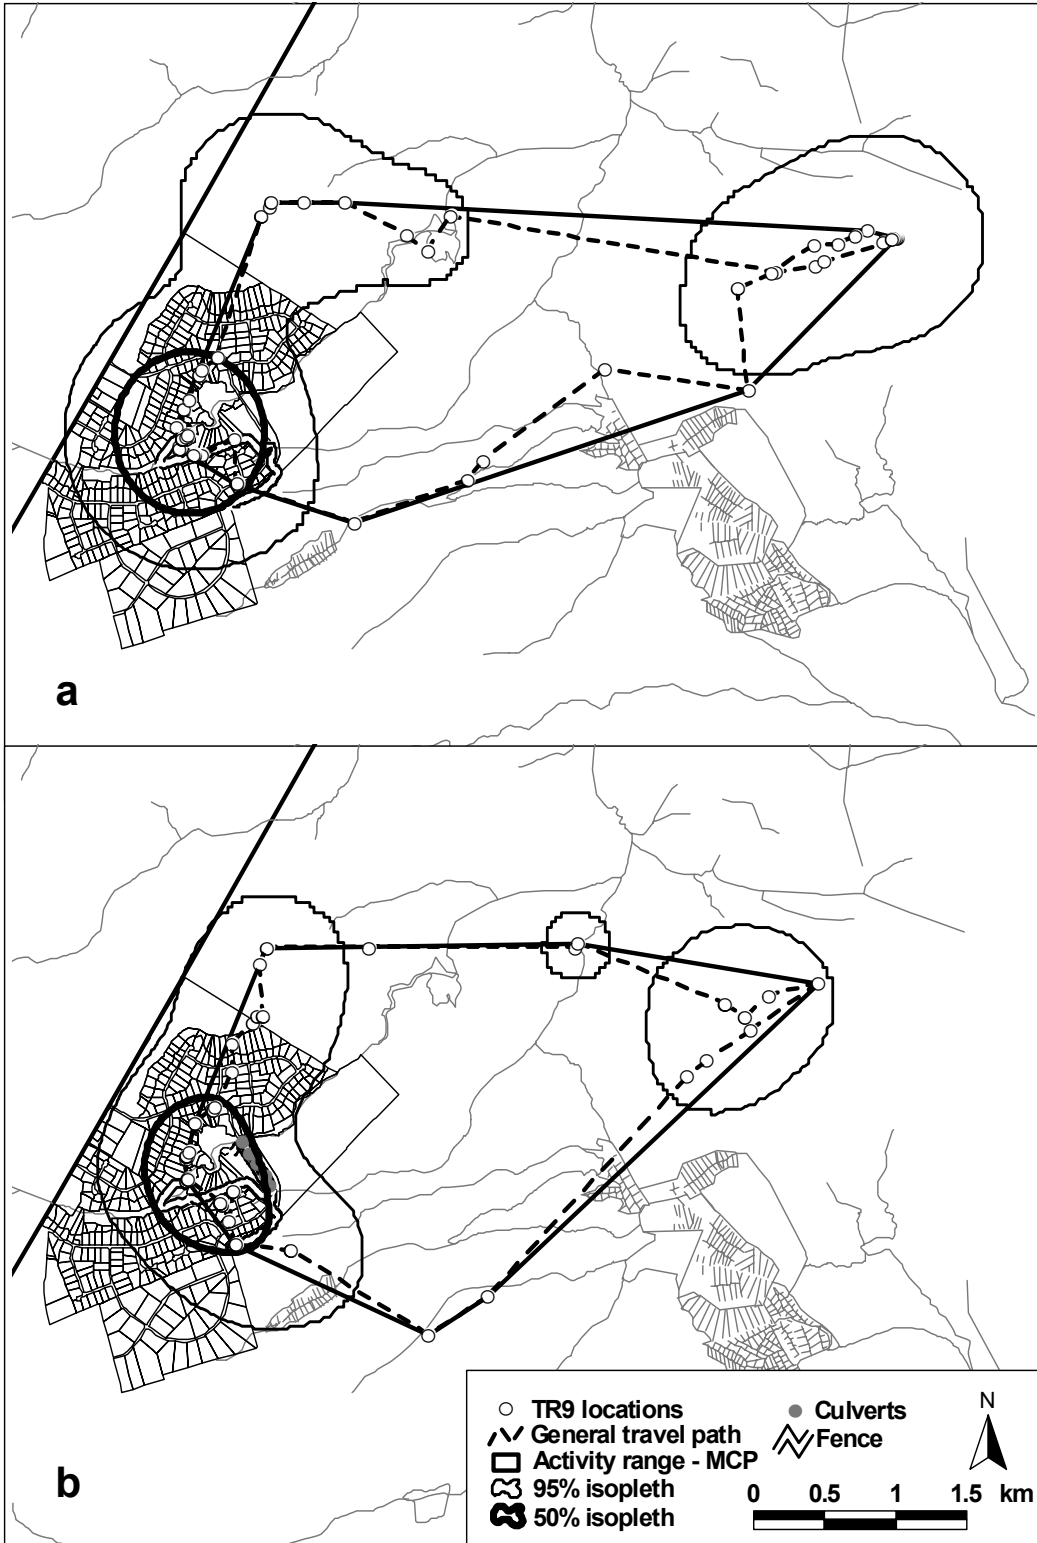 a
b
TR9 locations
General travel path
Activity range - MCP
95% isopleth
50% isopleth
Culverts
Fence
N
0 0.5 1 1.5 km